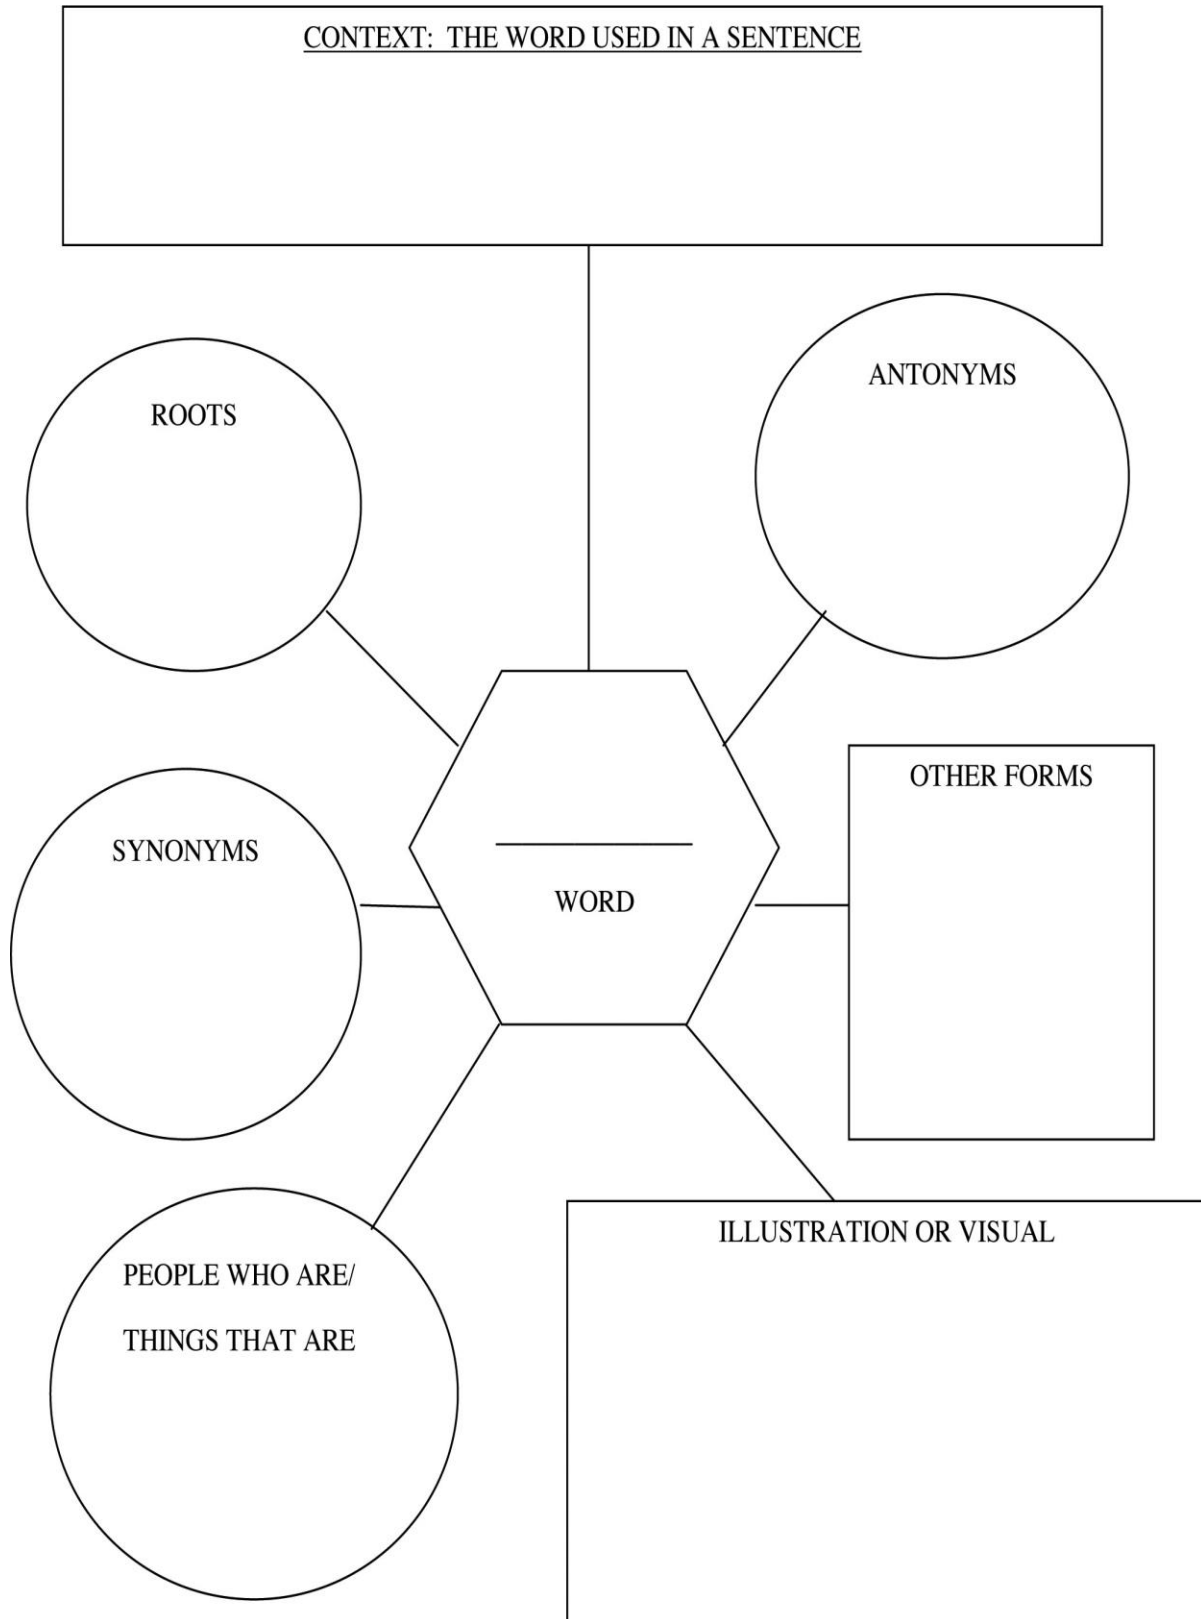 CONTEXT:  THE WORD USED IN A SENTENCE
ANTONYMS
ROOTS
OTHER FORMS
SYNONYMS
WORD
ILLUSTRATION OR VISUAL
PEOPLE WHO ARE/
THINGS THAT ARE